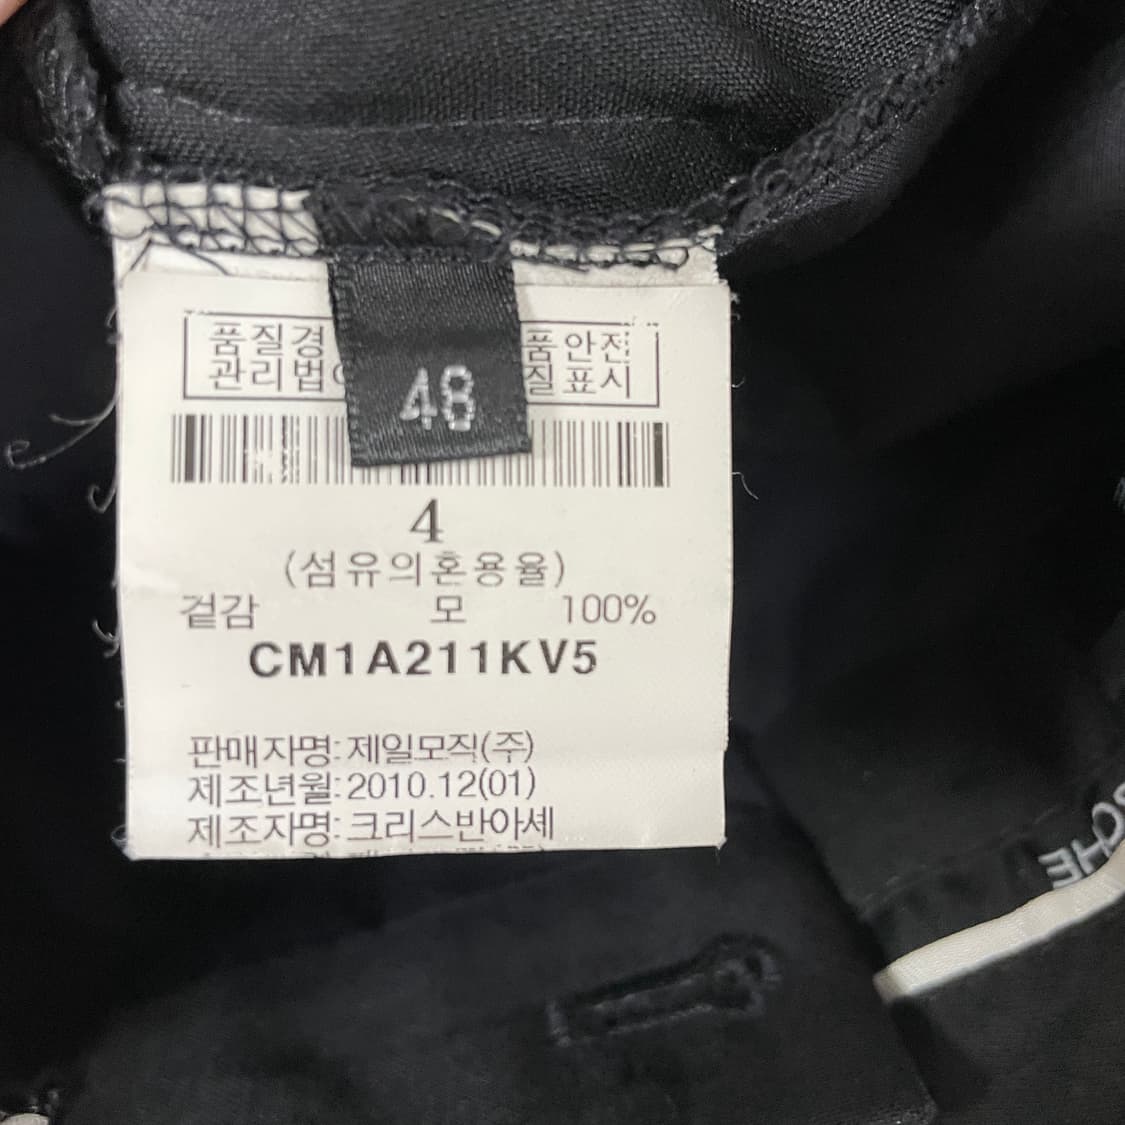 품질경 품안전
관리법 질표시
48
4
(섬유의혼용율)
겉감 모 100%
CM1A211KV5
판매자명: 제일모직(주)
제조년월: 2010.12(01)
제조자명: 크리스반아셰
SCHE